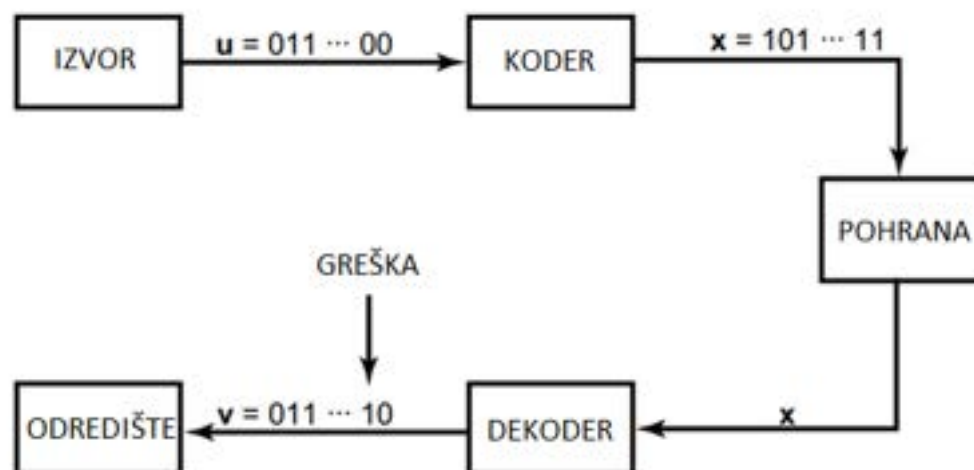 IZVOR
u = 011 ··· 00
KODER
x = 101 ··· 11
POHRANA
GREŠKA
ODREDIŠTE
v = 011 ··· 10
DEKODER
x